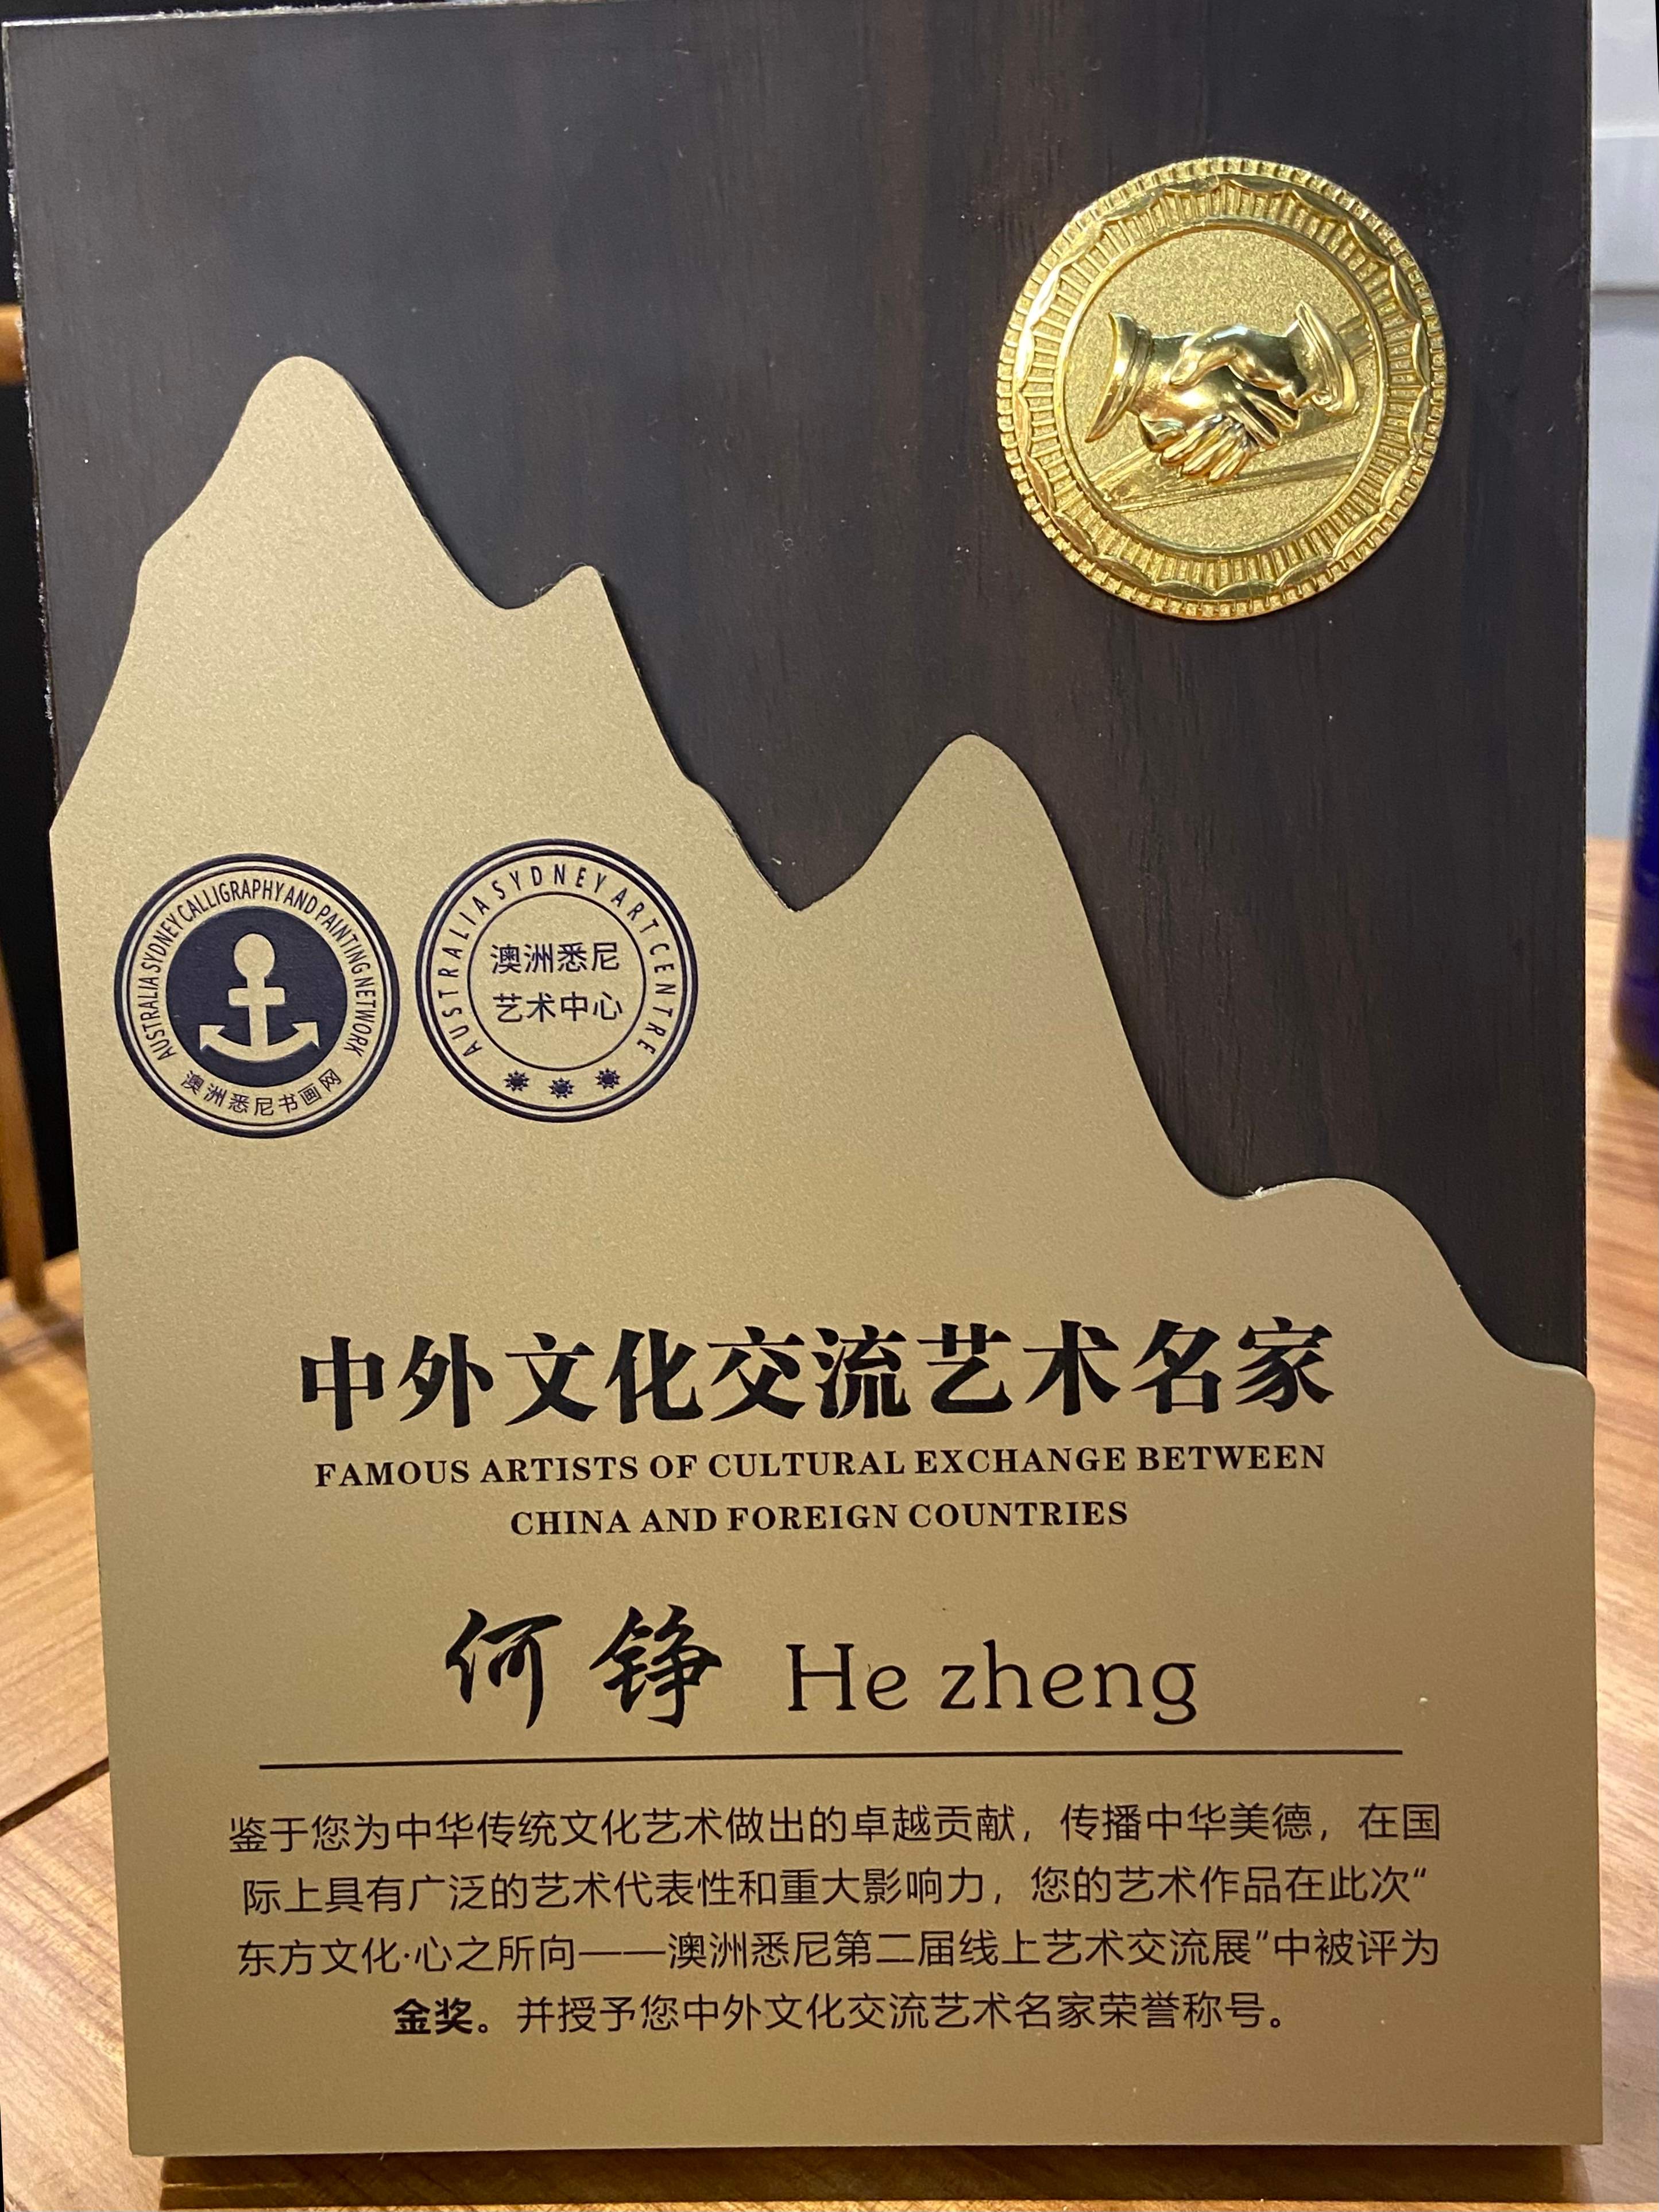 AUSTRALIA SYDNEY CALLIGRAPHY AND PAINTING NETWORK
澳洲悉尼书画网
AUSTRALIA SYDNEY ART CENTRE
澳洲悉尼
艺术中心
中外文化交流艺术名家
FAMOUS ARTISTS OF CULTURAL EXCHANGE BETWEEN
CHINA AND FOREIGN COUNTRIES
何铮 He zheng
鉴于您为中华传统文化艺术做出的卓越贡献，传播中华美德，在国
际上具有广泛的艺术代表性和重大影响力，您的艺术作品在此次“
东方文化·心之所向——澳洲悉尼第二届线上艺术交流展”中被评为
金奖。并授予您中外文化交流艺术名家荣誉称号。